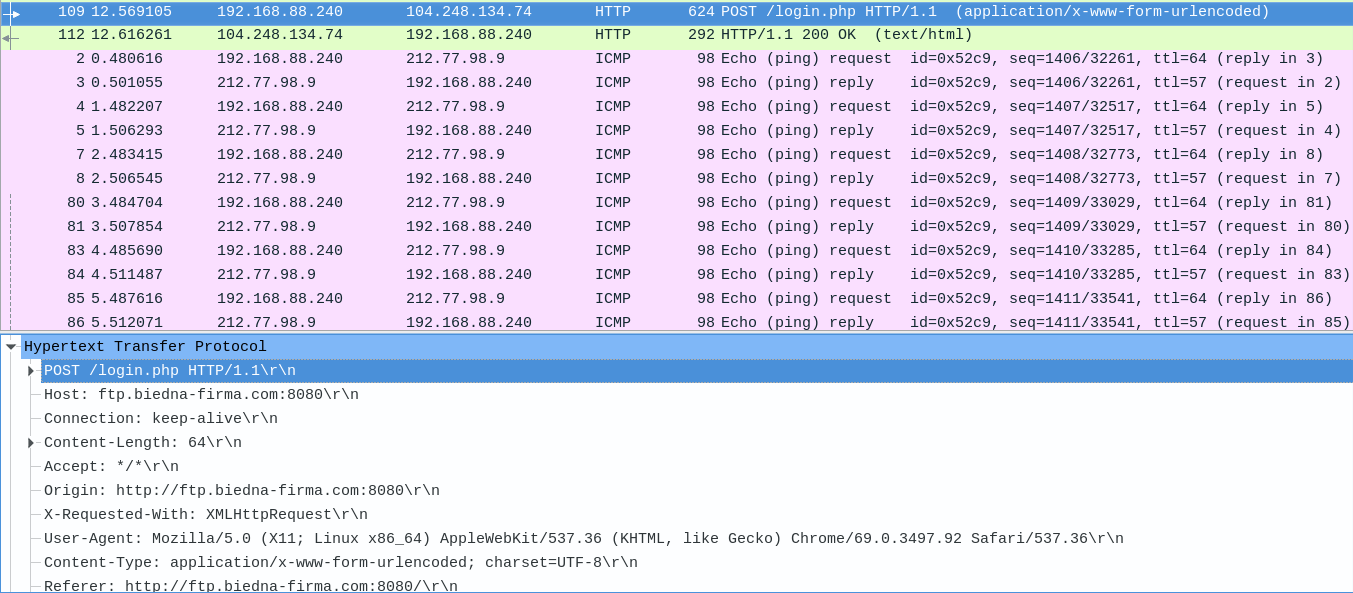 109 12.569105 192.168.88.240 104.248.134.74 HTTP 624 POST /login.php HTTP/1.1 (application/x-www-form-urlencoded)
112 12.616261 104.248.134.74 192.168.88.240 HTTP 292 HTTP/1.1 200 OK (text/html)
2 0.480616 192.168.88.240 212.77.98.9 ICMP 98 Echo (ping) request id=0x52c9, seq=1406/32261, ttl=64 (reply in 3)
3 0.501055 212.77.98.9 192.168.88.240 ICMP 98 Echo (ping) reply id=0x52c9, seq=1406/32261, ttl=57 (request in 2)
4 1.482207 192.168.88.240 212.77.98.9 ICMP 98 Echo (ping) request id=0x52c9, seq=1407/32517, ttl=64 (reply in 5)
5 1.506293 212.77.98.9 192.168.88.240 ICMP 98 Echo (ping) reply id=0x52c9, seq=1407/32517, ttl=57 (request in 4)
7 2.483415 192.168.88.240 212.77.98.9 ICMP 98 Echo (ping) request id=0x52c9, seq=1408/32773, ttl=64 (reply in 8)
8 2.506545 212.77.98.9 192.168.88.240 ICMP 98 Echo (ping) reply id=0x52c9, seq=1408/32773, ttl=57 (request in 7)
80 3.484704 192.168.88.240 212.77.98.9 ICMP 98 Echo (ping) request id=0x52c9, seq=1409/33029, ttl=64 (reply in 81)
81 3.507854 212.77.98.9 192.168.88.240 ICMP 98 Echo (ping) reply id=0x52c9, seq=1409/33029, ttl=57 (request in 80)
83 4.485690 192.168.88.240 212.77.98.9 ICMP 98 Echo (ping) request id=0x52c9, seq=1410/33285, ttl=64 (reply in 84)
84 4.511487 212.77.98.9 192.168.88.240 ICMP 98 Echo (ping) reply id=0x52c9, seq=1410/33285, ttl=57 (request in 83)
85 5.487616 192.168.88.240 212.77.98.9 ICMP 98 Echo (ping) request id=0x52c9, seq=1411/33541, ttl=64 (reply in 86)
86 5.512071 212.77.98.9 192.168.88.240 ICMP 98 Echo (ping) reply id=0x52c9, seq=1411/33541, ttl=57 (request in 85)
Hypertext Transfer Protocol
POST /login.php HTTP/1.1\r\n
Host: ftp.biedna-firma.com:8080\r\n
Connection: keep-alive\r\n
Content-Length: 64\r\n
Accept: */*\r\n
Origin: http://ftp.biedna-firma.com:8080\r\n
X-Requested-With: XMLHttpRequest\r\n
User-Agent: Mozilla/5.0 (X11; Linux x86_64) AppleWebKit/537.36 (KHTML, like Gecko) Chrome/69.0.3497.92 Safari/537.36\r\n
Content-Type: application/x-www-form-urlencoded; charset=UTF-8\r\n
Referer: http://ftp.biedna-firma.com:8080/\r\n